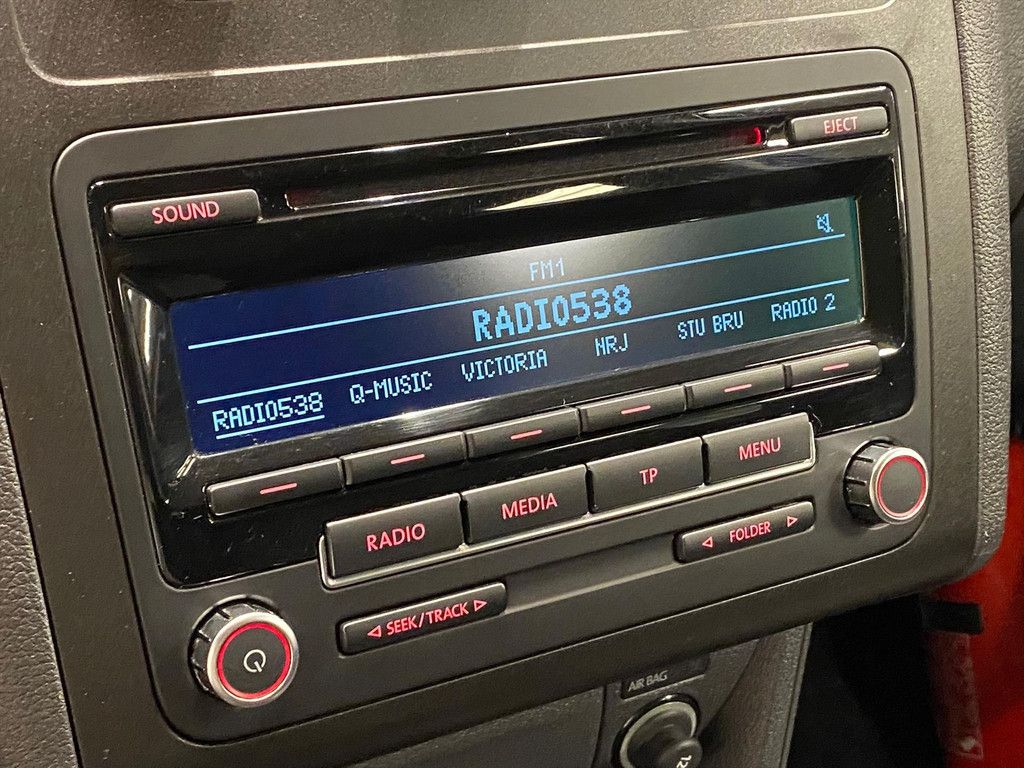 EJECT
SOUND
FM1
RADIO538
RADIO538 Q-MUSIC VICTORIA NRJ STU BRU RADIO 2
RADIO MEDIA TP MENU
SEEK/TRACK
FOLDER
AIR BAG